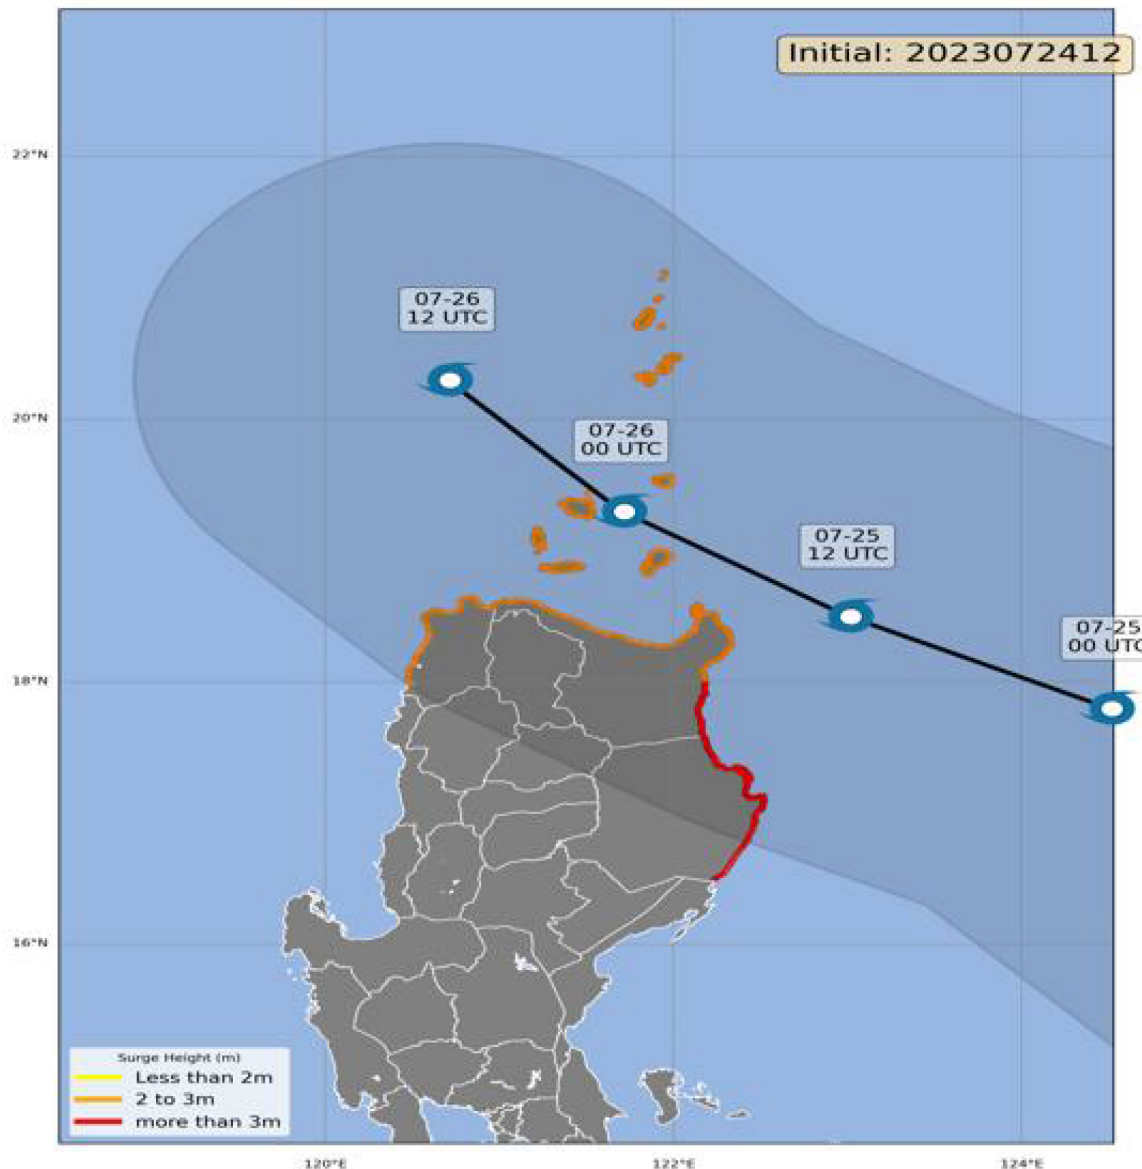 Initial: 2023072412
22°N
07-26
12 UTC
20°N
07-26
00 UTC
07-25
12 UTC
07-25
00 UTC
18°N
16°N
Surge Height (m)
Less than 2m
2 to 3m
more than 3m
120°E
122°E
124°E